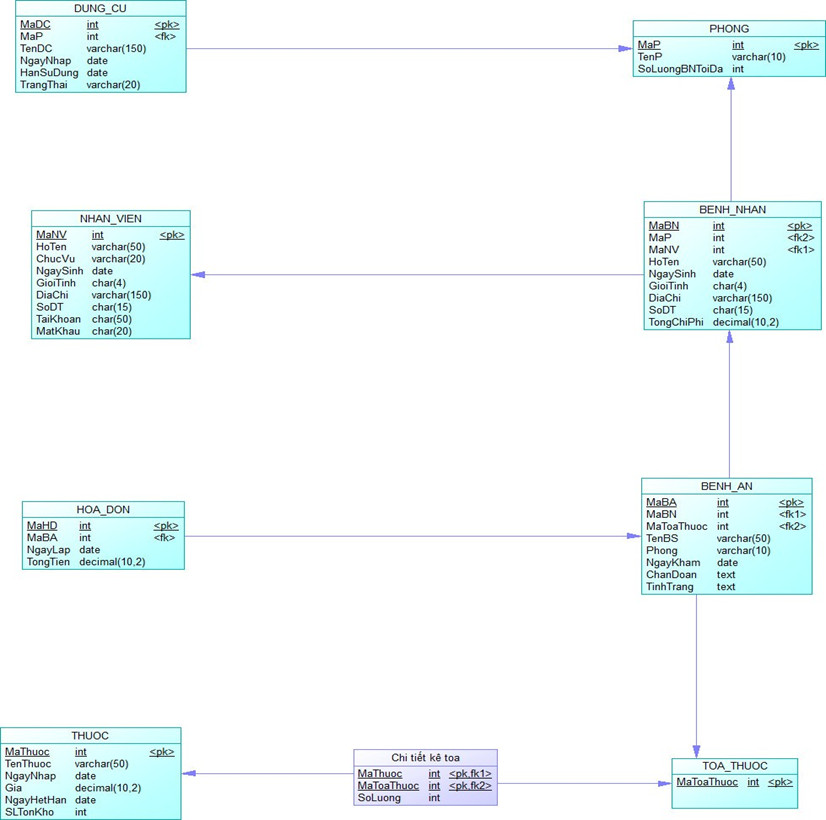 DUNG_CU
MaDC int <pk>
MaP int <fk>
TenDC varchar(150)
NgayNhap date
HanSuDung date
TrangThai varchar(20)
PHONG
MaP int <pk>
TenP varchar(10)
SoLuongBNToiDa int
NHAN_VIEN
MaNV int <pk>
HoTen varchar(50)
ChucVu varchar(20)
NgaySinh date
GioiTinh char(4)
DiaChi varchar(150)
SoDT char(15)
TaiKhoan char(50)
MatKhau char(20)
BENH_NHAN
MaBN int <pk>
MaP int <fk2>
MaNV int <fk1>
HoTen varchar(50)
NgaySinh date
GioiTinh char(4)
DiaChi varchar(150)
SoDT char(15)
TongChiPhi decimal(10,2)
HOA_DON
MaHD int <pk>
MaBA int <fk>
NgayLap date
TongTien decimal(10,2)
BENH_AN
MaBA int <pk>
MaBN int <fk1>
MaToaThuoc int <fk2>
TenBS varchar(50)
Phong varchar(10)
NgayKham date
ChanDoan text
TinhTrang text
THUOC
MaThuoc int <pk>
TenThuoc varchar(50)
NgayNhap date
Gia decimal(10,2)
NgayHetHan date
SLTonKho int
Chi tiết kê toa
MaThuoc int <pk,fk1>
MaToaThuoc int <pk,fk2>
SoLuong int
TOA_THUOC
MaToaThuoc int <pk>